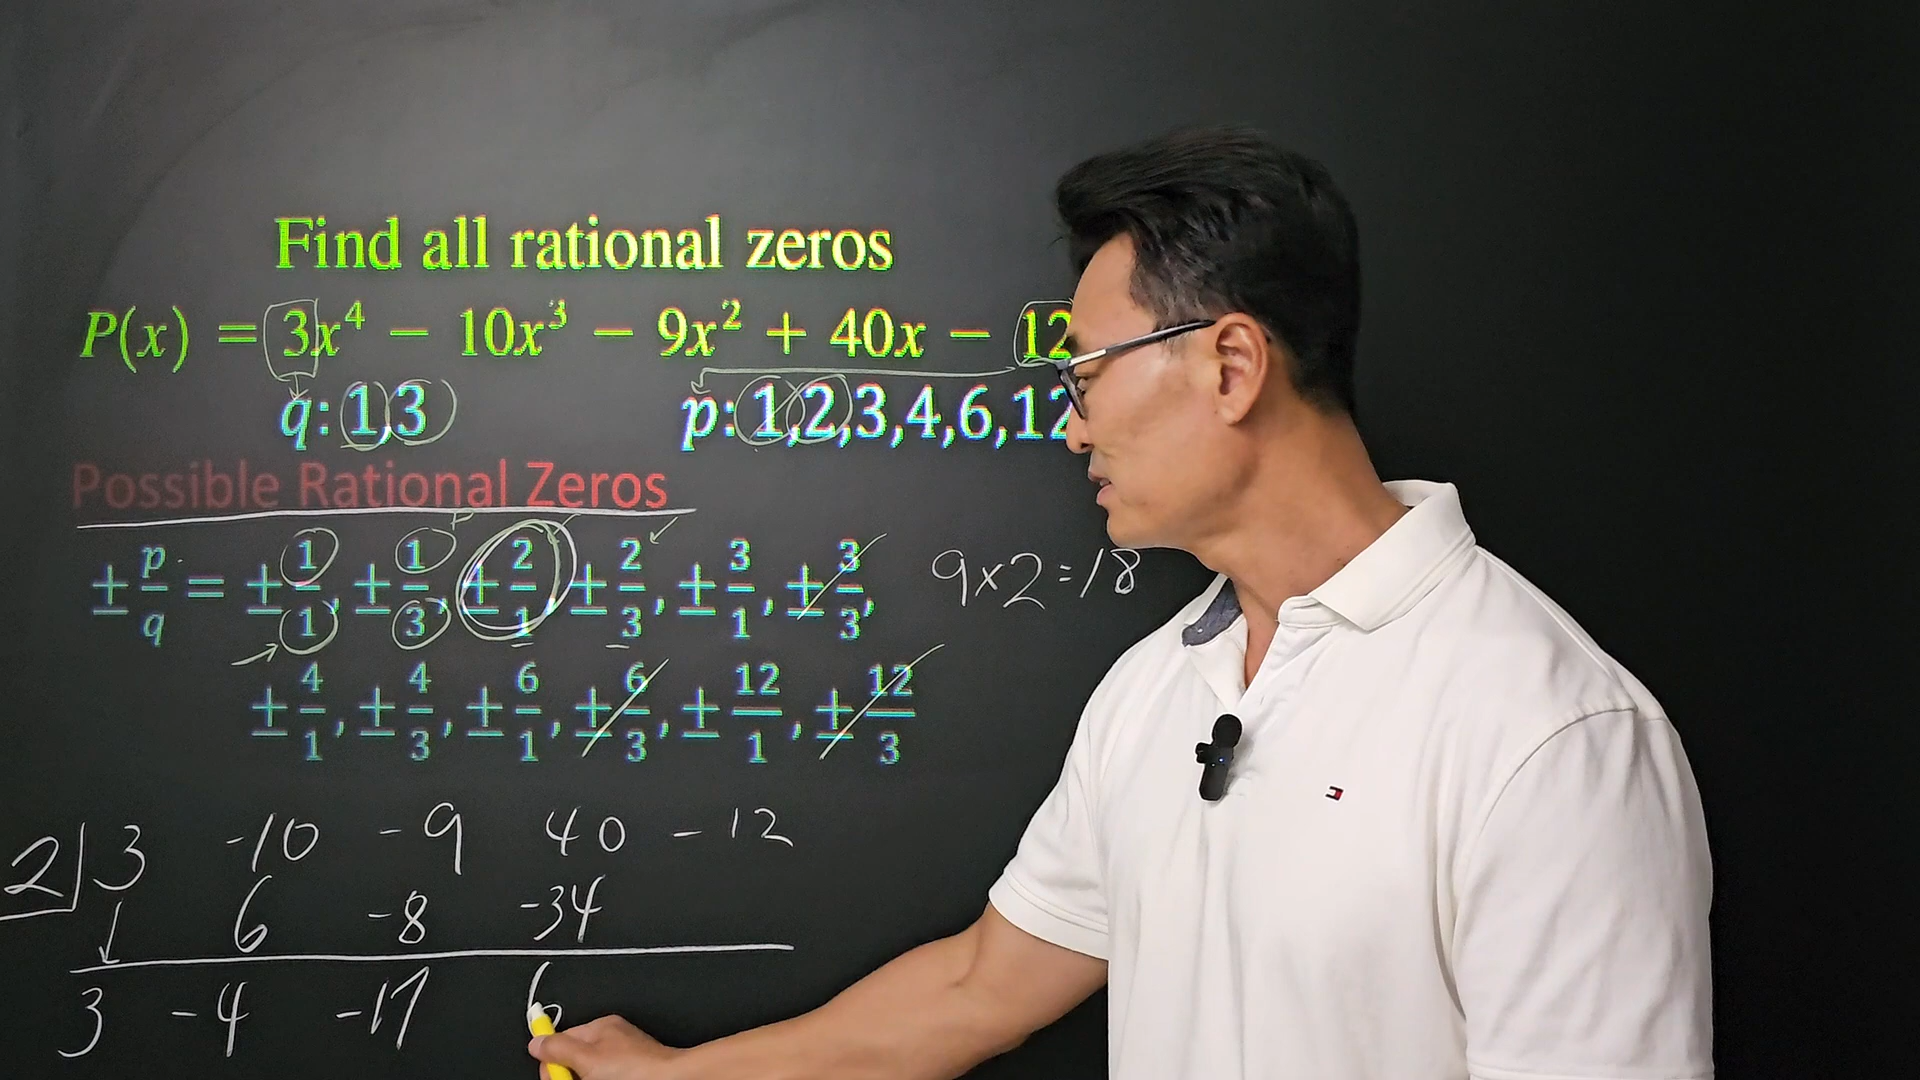 Find all rational zeros
P(x) = 3x⁴ − 10x³ − 9x² + 40x − 12
q: 1,3 p: 1,2,3,4,6,12
Possible Rational Zeros
± p/q = ± 1/1, ± 1/3, ± 2/1, ± 2/3, ± 3/1, ± 3/3,
9×2=18
± 4/1, ± 4/3, ± 6/1, ± 6/3, ± 12/1, ± 12/3
2 3 -10 -9 40 -12
6 -8 -34
3 -4 -17 6